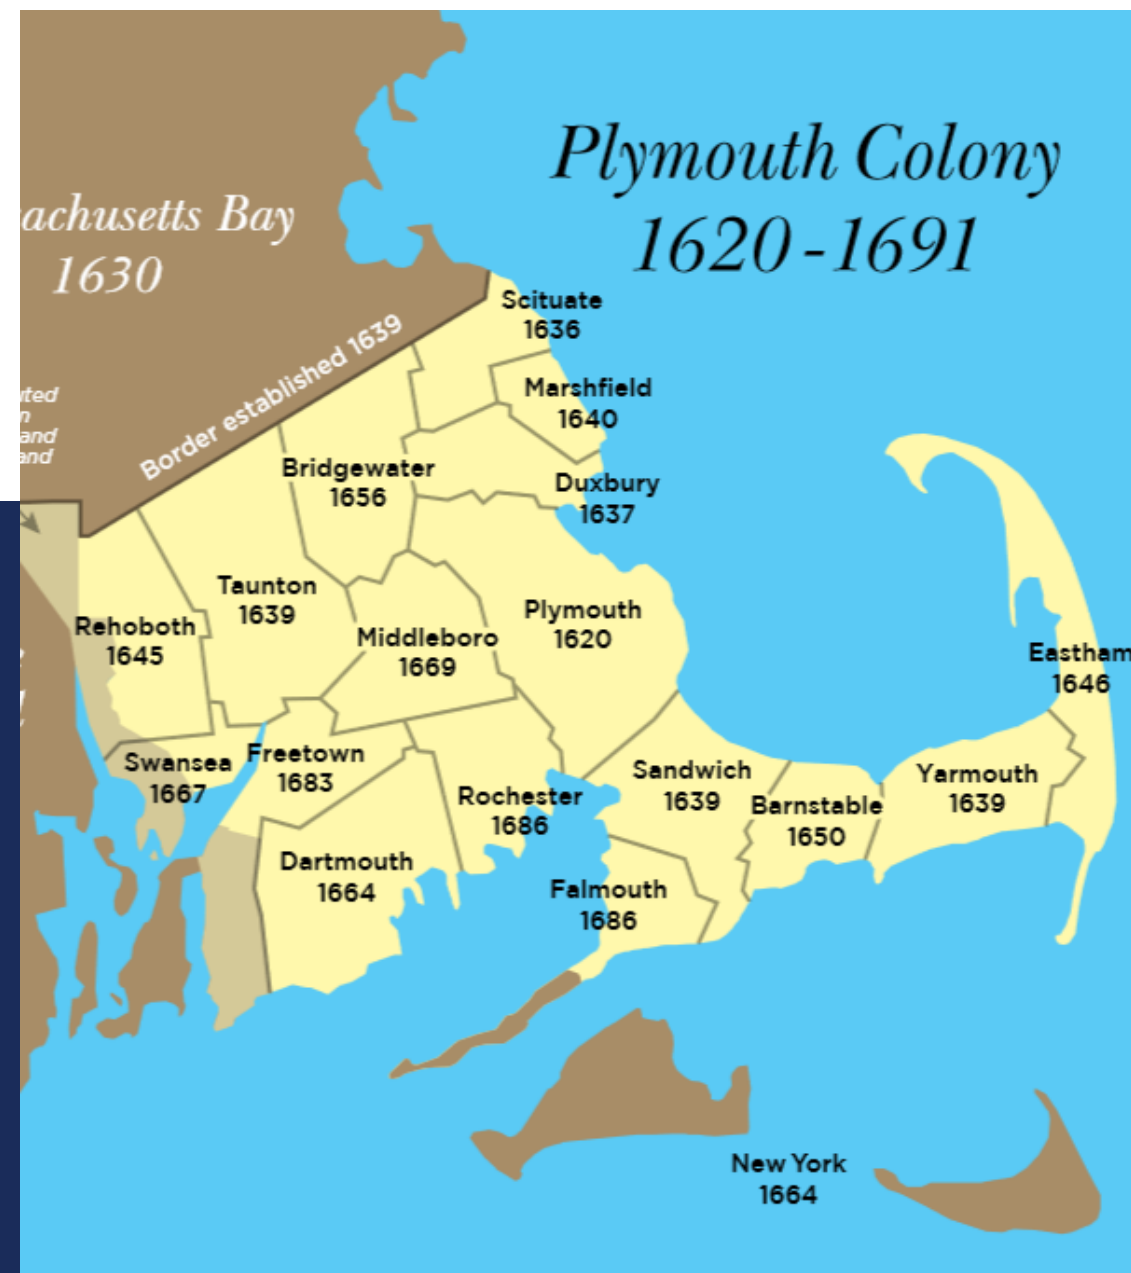 Plymouth Colony
1620 - 1691
achusetts Bay
1630
Border established 1639
and
Scituate
1636
Marshfield
1640
Bridgewater
1656
Duxbury
1637
Taunton
1639
Plymouth
1620
Rehoboth
1645
Middleboro
1669
Eastham
1646
Swansea
1667
Freetown
1683
Sandwich
1639
Yarmouth
1639
Rochester
1686
Barnstable
1650
Dartmouth
1664
Falmouth
1686
New York
1664